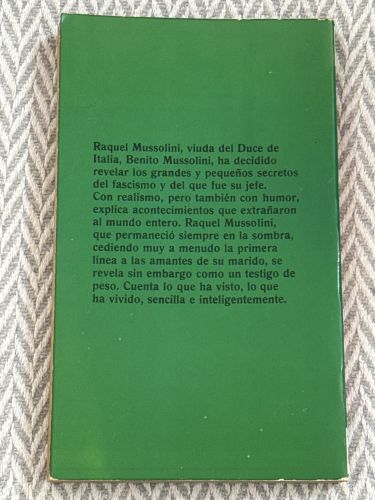 Raquel Mussolini, viuda del Duce de
Italia, Benito Mussolini, ha decidido
revelar los grandes y pequeños secretos
del fascismo y del que fue su jefe.
Con realismo, pero también con humor,
explica acontecimientos que extrañaron
al mundo entero. Raquel Mussolini,
que permaneció siempre en la sombra,
cediendo muy a menudo la primera
línea a las amantes de su marido, se
revela sin embargo como un testigo de
peso. Cuenta lo que ha visto, lo que
ha vivido, sencilla e inteligentemente.